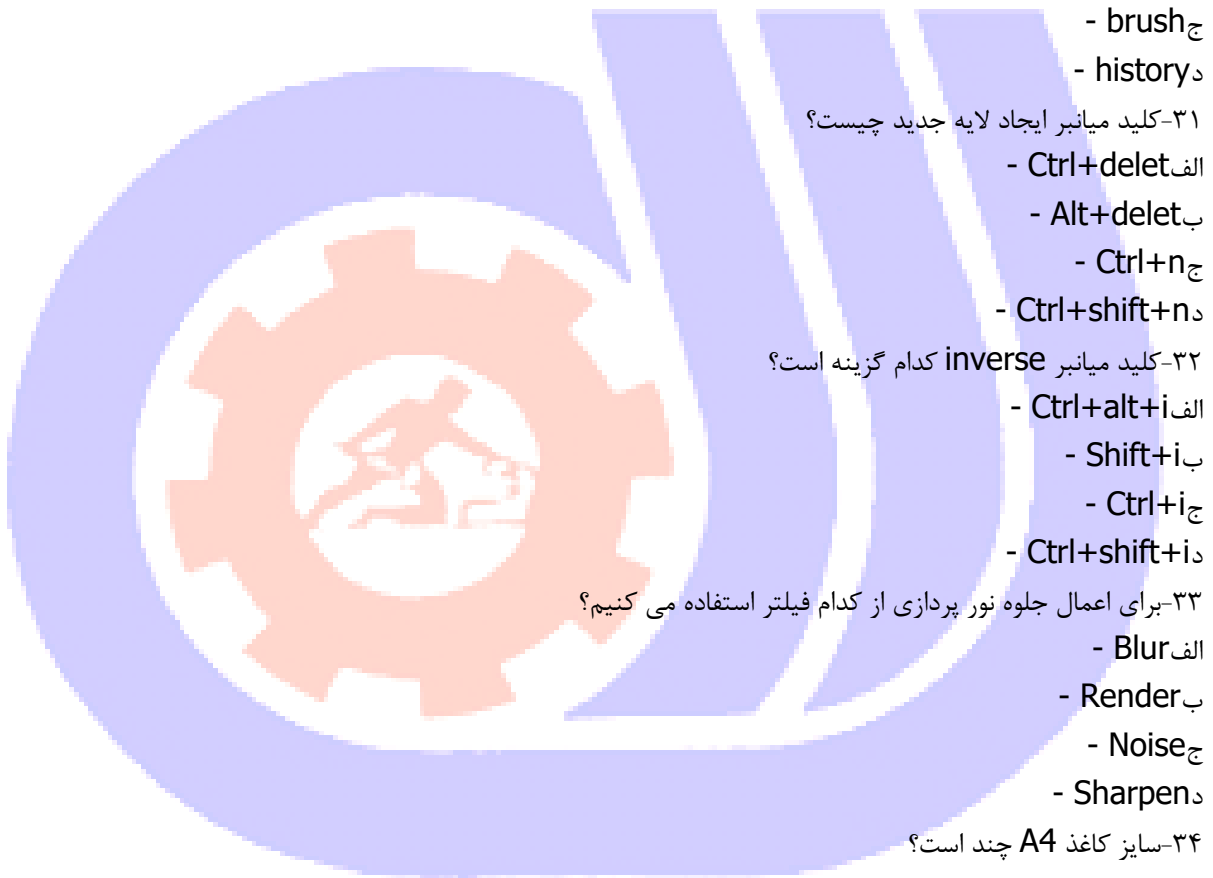 ج- brush
د- history
۳۱-کلید میانبر ایجاد لایه جدید چیست؟
الف- Ctrl+delet
ب- Alt+delet
ج- Ctrl+n
د- Ctrl+shift+n
۳۲-کلید میانبر inverse کدام گزینه است؟
الف- Ctrl+alt+i
ب- Shift+i
ج- Ctrl+i
د- Ctrl+shift+i
۳۳-برای اعمال جلوه نور پردازی از کدام فیلتر استفاده می کنیم؟
الف- Blur
ب- Render
ج- Noise
د- Sharpen
۳۴-سایز کاغذ A4 چند است؟